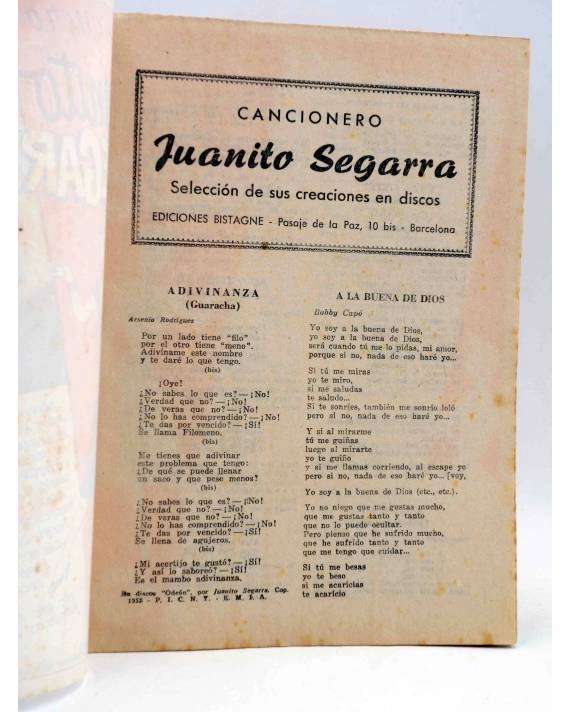 CANCIONERO
Juanito Segarra
Selección de sus creaciones en discos
EDICIONES BISTAGNE - Pasaje de la Paz, 10 bis - Barcelona
ADIVINANZA
(Guaracha)
Arsenio Rodríguez
Por un lado tiene "filo"
por el otro tiene "meno".
Adivíname este nombre
y te daré lo que tengo.
(bis)
¡Oye!
¿No sabes lo que es? — ¡No!
¿Verdad que no? — ¡No!
¿De veras que no? — ¡No!
¿No lo has comprendido? — ¡No!
¿Te das por vencido? — ¡Sí!
Se llama Filomeno.
(bis)
Me tienes que adivinar
este problema que tengo:
¿De qué se puede llenar
un saco y que pese menos?
(bis)
¿No sabes lo que es? — ¡No!
¿Verdad que no? — ¡No!
¿De veras que no? — ¡No!
¿No lo has comprendido? — ¡No!
¿Te das por vencido? — ¡Sí!
Se llena de agujeros.
(bis)
¿Mi acertijo te gustó? — ¡Sí!
¿Y así lo saboreó? — ¡Sí!
Es el mambo adivinanza.
En discos "Odeón", por Juanito Segarra. Cop.
1953 - P. I. C. N. Y. - E. M. I. A.
A LA BUENA DE DIOS
Bobby Capó
Yo soy a la buena de Dios,
yo soy a la buena de Dios,
será cuando tú me lo pidas, mi amor,
porque si no, nada de eso haré yo...
Si tú me miras
yo te miro,
si me saludas
te saludo...
Si te sonríes, también me sonrío loló
pero si no, nada de eso haré yo...
Y si al mirarme
tú me guiñas
luego al mirarte
yo te guiño
y si me llamas corriendo, al escape yo
pero si no, nada de eso haré yo... [voy,
Yo soy a la buena de Dios (etc., etc.).
Yo no niego que me gustas mucho,
que me gustas tanto y tanto
que no lo puedo ocultar.
Pero pienso que he sufrido mucho,
que he sufrido tanto y tanto
que me tengo que cuidar...
Si tú me besas
yo te beso
si me acaricias
te acaricio